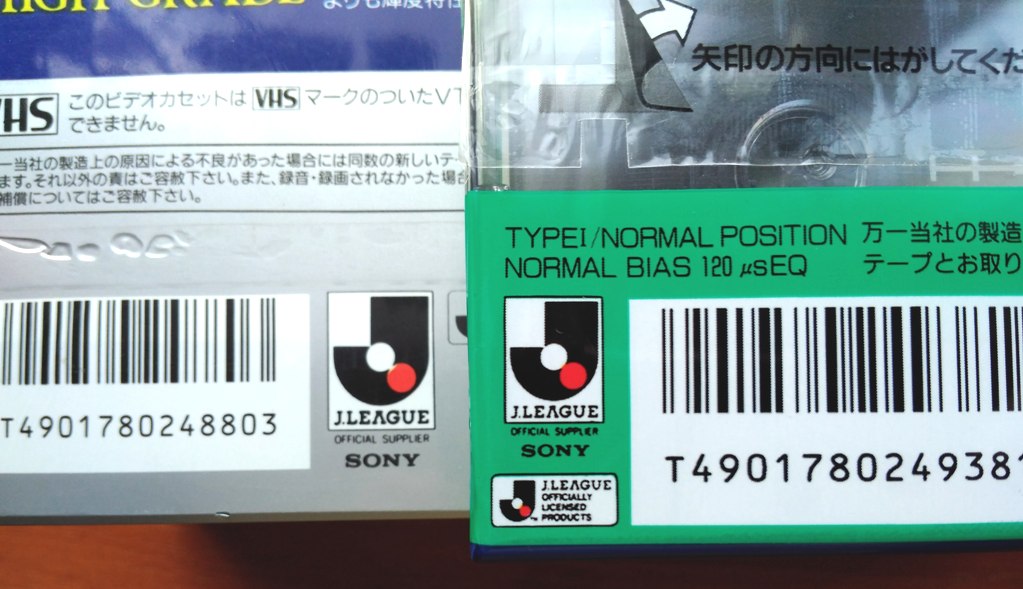 HIGH GRADE
よりも輝度特性
VHS
このビデオカセットは VHS マークのついたVT
できません。
一当社の製造上の原因による不良があった場合には同数の新しいテー
ます。それ以外の責はご容赦下さい。また、録音・録画されなかった場合
補償についてはご容赦下さい。
T4901780248803
J.LEAGUE
OFFICIAL SUPPLIER
SONY
矢印の方向にはがしてくだ
TYPEI/NORMAL POSITION
NORMAL BIAS 120 µsEQ
万一当社の製造
テープとお取り
J.LEAGUE
OFFICIAL SUPPLIER
SONY
J.LEAGUE
OFFICIALLY
LICENSED
PRODUCTS
™
T490178024938